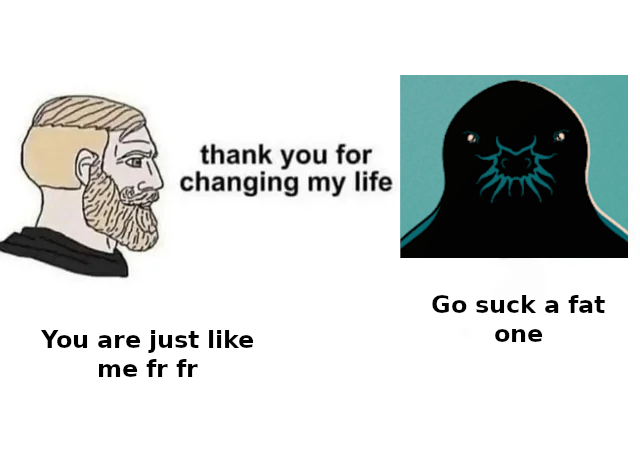 thank you for
changing my life
Go suck a fat
one
You are just like
me fr fr